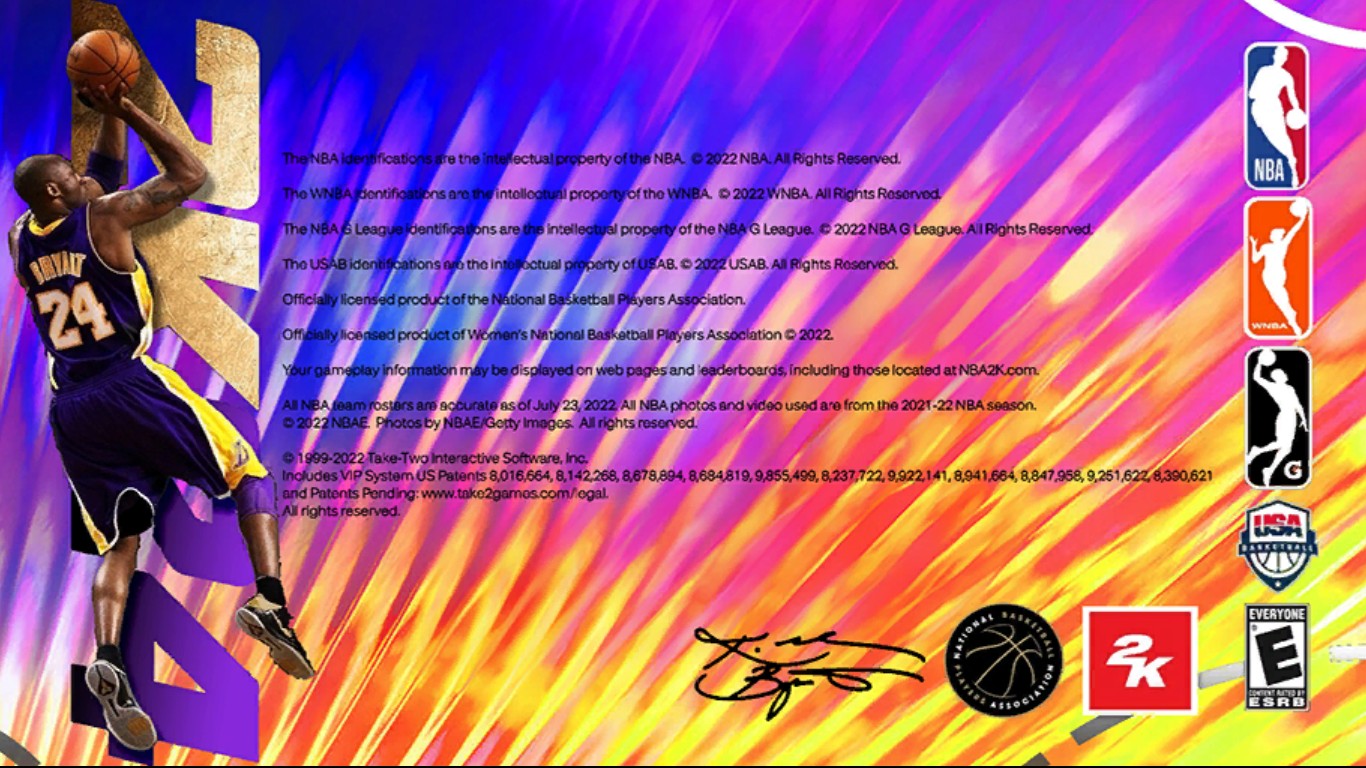 2K24
BRYANT
24
The NBA identifications are the intellectual property of the NBA. © 2022 NBA. All Rights Reserved.
The WNBA identifications are the intellectual property of the WNBA. © 2022 WNBA. All Rights Reserved.
The NBA G League identifications are the intellectual property of the NBA G League. © 2022 NBA G League. All Rights Reserved.
The USAB identifications are the intellectual property of USAB. © 2022 USAB. All Rights Reserved.
Officially licensed product of the National Basketball Players Association.
Officially licensed product of Women's National Basketball Players Association © 2022.
Your gameplay information may be displayed on web pages and leaderboards, including those located at NBA2K.com.
All NBA team rosters are accurate as of July 23, 2022. All NBA photos and video used are from the 2021-22 NBA season.
© 2022 NBAE. Photos by NBAE/Getty Images. All rights reserved.
© 1999-2022 Take-Two Interactive Software, Inc.
Includes VIP System US Patents 8,016,664, 8,142,268, 8,678,894, 8,684,819, 9,855,499, 8,237,722, 9,922,141, 8,941,664, 8,847,958, 9,251,622, 8,390,621
and Patents Pending: www.take2games.com/legal.
All rights reserved.
NBA
WNBA
G
USA
BASKETBALL
NATIONAL BASKETBALL PLAYERS ASSOCIATION
2K
EVERYONE
E
CONTENT RATED BY
ESRB